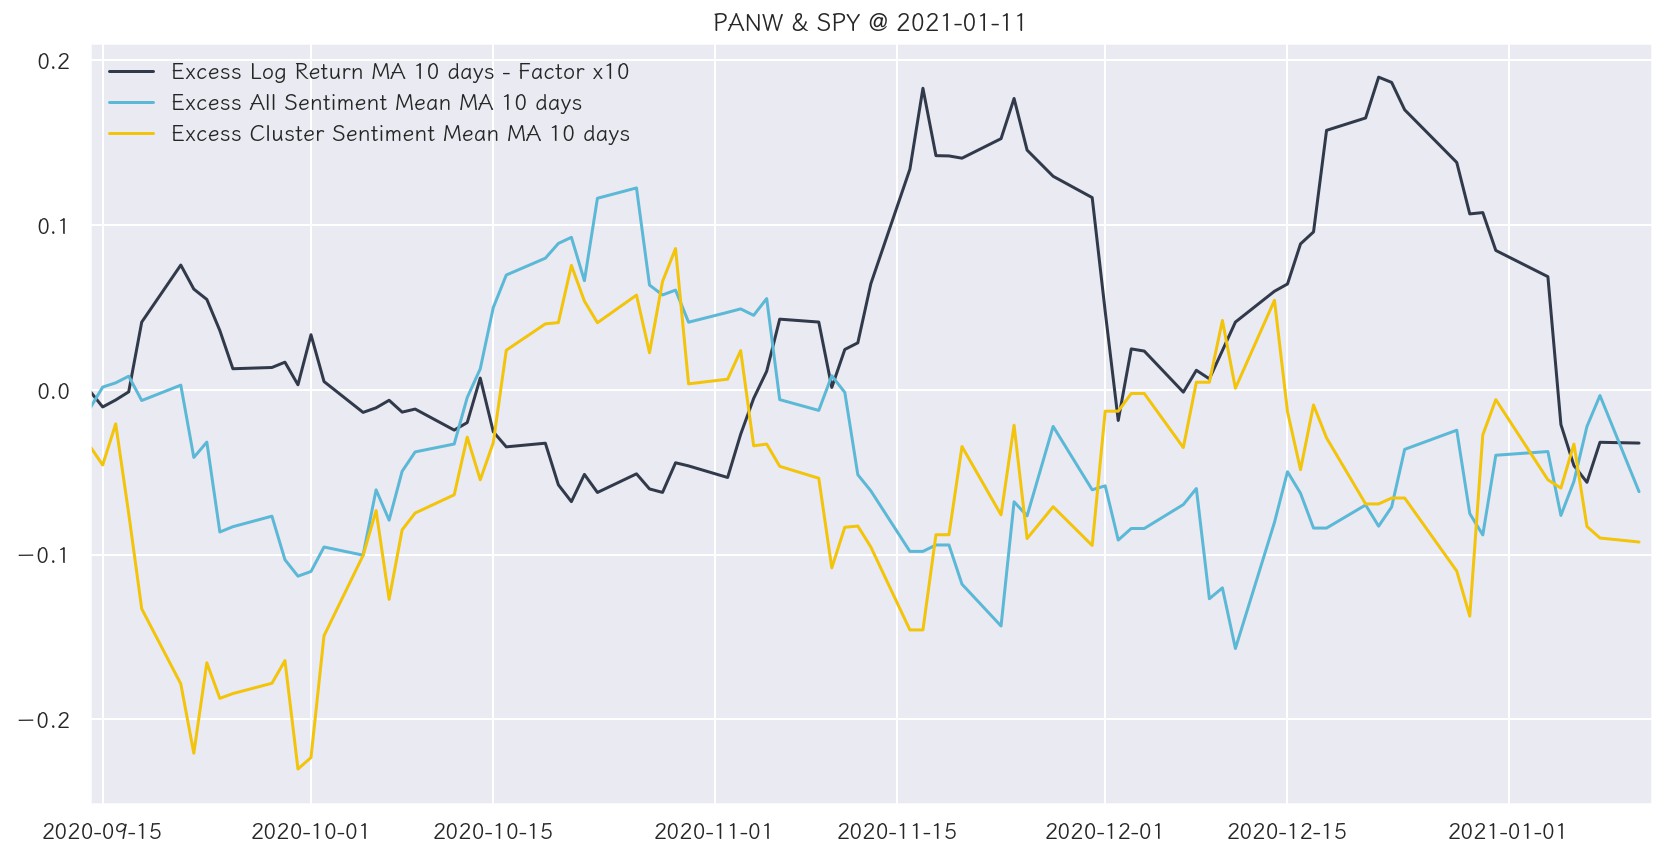 PANW & SPY @ 2021-01-11
0.2
Excess Log Return MA 10 days - Factor x10
Excess All Sentiment Mean MA 10 days
Excess Cluster Sentiment Mean MA 10 days
0.1
0.0
−0.1
−0.2
2020-09-15 2020-10-01 2020-10-15 2020-11-01 2020-11-15 2020-12-01 2020-12-15 2021-01-01